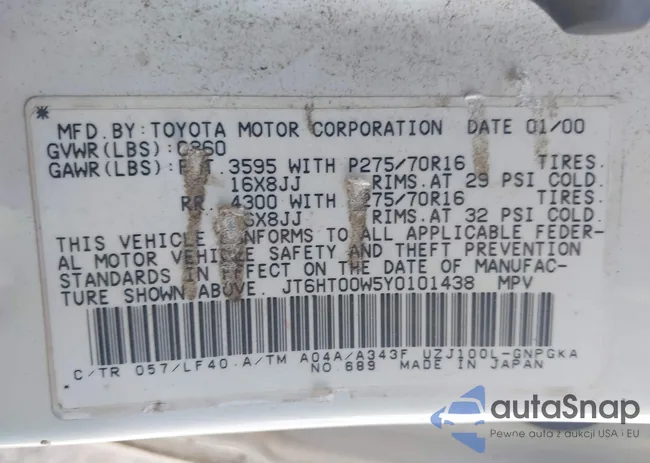 *
MFD. BY: TOYOTA MOTOR CORPORATION DATE 01/00
GVWR(LBS): 860
GAWR(LBS): F T. 3595 WITH P275/70R16 TIRES.
16X8JJ RIMS. AT 29 PSI COLD.
RR. 4300 WITH 275/70R16 TIRES.
6X8JJ RIMS. AT 32 PSI COLD.
THIS VEHICLE ONFORMS TO ALL APPLICABLE FEDER-
AL MOTOR VEHICLE SAFETY AND THEFT PREVENTION
STANDARDS IN EFFECT ON THE DATE OF MANUFAC-
TURE SHOWN ABOVE. JT6HT00W5Y0101438 MPV
C/TR 057/LF40 A/TM A04A/A343F UZJ100L-GNPGKA
NO. 689 MADE IN JAPAN
autaSnap
Pewne auta z aukcji USA i EU